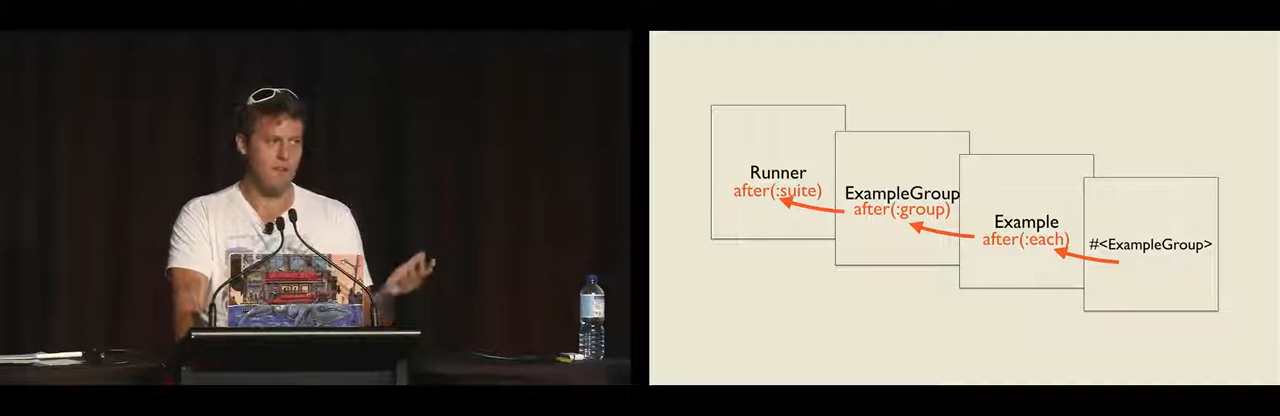 Runner
after(:suite)
ExampleGroup
after(:group)
Example
after(:each)
#<ExampleGroup>